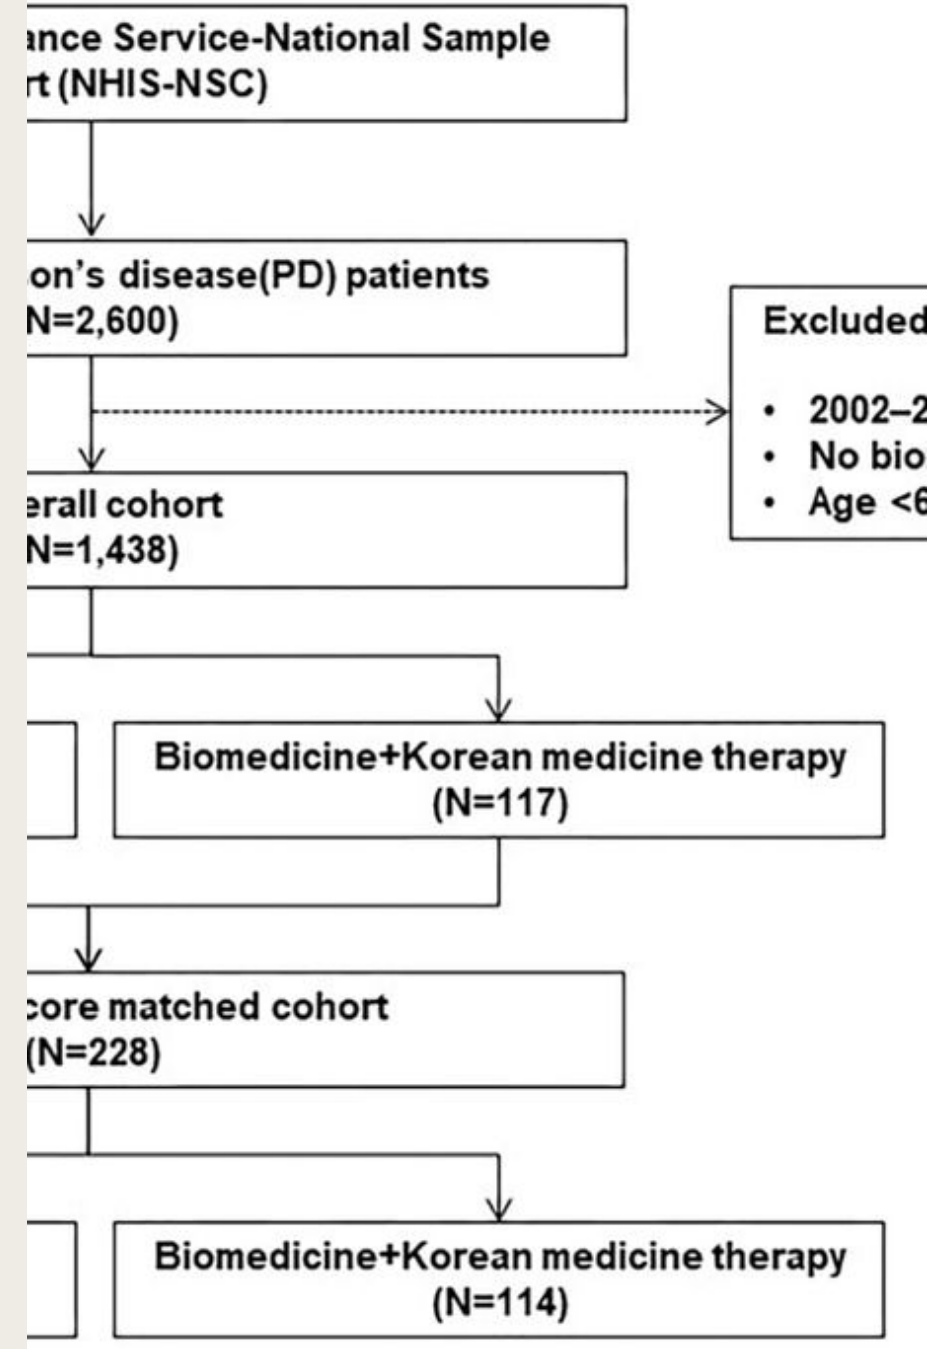 ance Service-National Sample
rt (NHIS-NSC)
on's disease(PD) patients
N=2,600)
Excluded
• 2002–2
• No bio
• Age <6
erall cohort
N=1,438)
Biomedicine+Korean medicine therapy
(N=117)
core matched cohort
(N=228)
Biomedicine+Korean medicine therapy
(N=114)